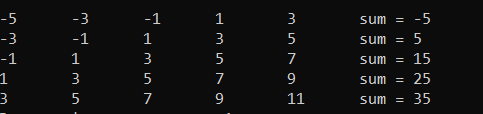 -5 -3 -1 1 3 sum = -5
-3 -1 1 3 5 sum = 5
-1 1 3 5 7 sum = 15
1 3 5 7 9 sum = 25
3 5 7 9 11 sum = 35